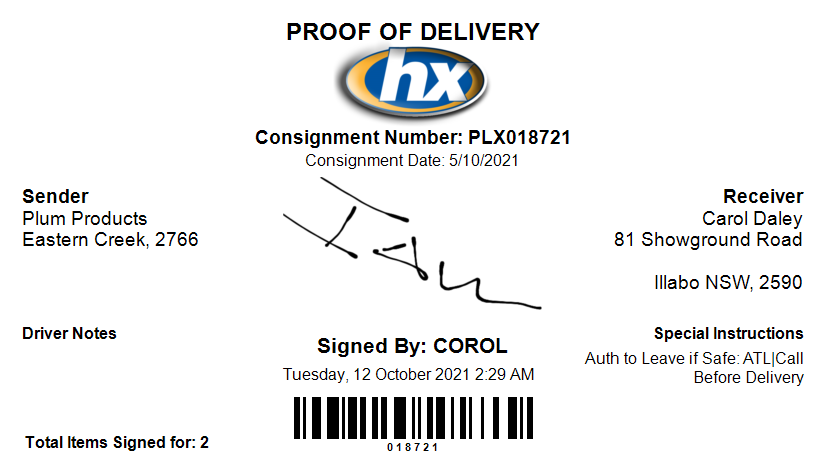 PROOF OF DELIVERY
hx
Consignment Number: PLX018721
Consignment Date: 5/10/2021
Sender
Plum Products
Eastern Creek, 2766
Receiver
Carol Daley
81 Showground Road
Illabo NSW, 2590
Driver Notes
Signed By: COROL
Tuesday, 12 October 2021 2:29 AM
Special Instructions
Auth to Leave if Safe: ATL|Call
Before Delivery
Total Items Signed for: 2
018721